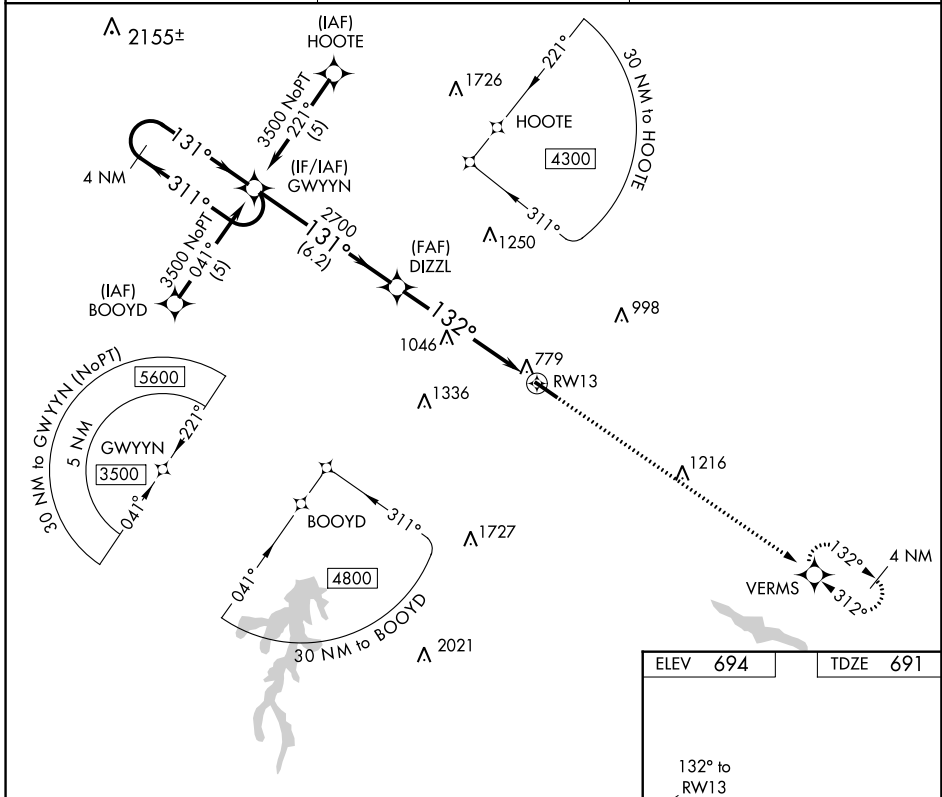 2155±
(IAF)
HOOTE
3500 NoPT
221°
(5)
1726
221°
30 NM to HOOTE
HOOTE
4300
311°
1250
131°
4 NM
311°
(IF/IAF)
GWYYN
2700
131°
(6.2)
3500 NoPT
041°
(5)
(IAF)
BOOYD
(FAF)
DIZZL
132°
998
1046
779
RW13
1336
30 NM to GWYYN (NoPT)
5600
5 NM
221°
GWYYN
3500
041°
1216
BOOYD
311°
1727
041°
4800
30 NM to BOOYD
2021
132°
4 NM
VERMS
312°
ELEV 694
TDZE 691
132° to
RW13